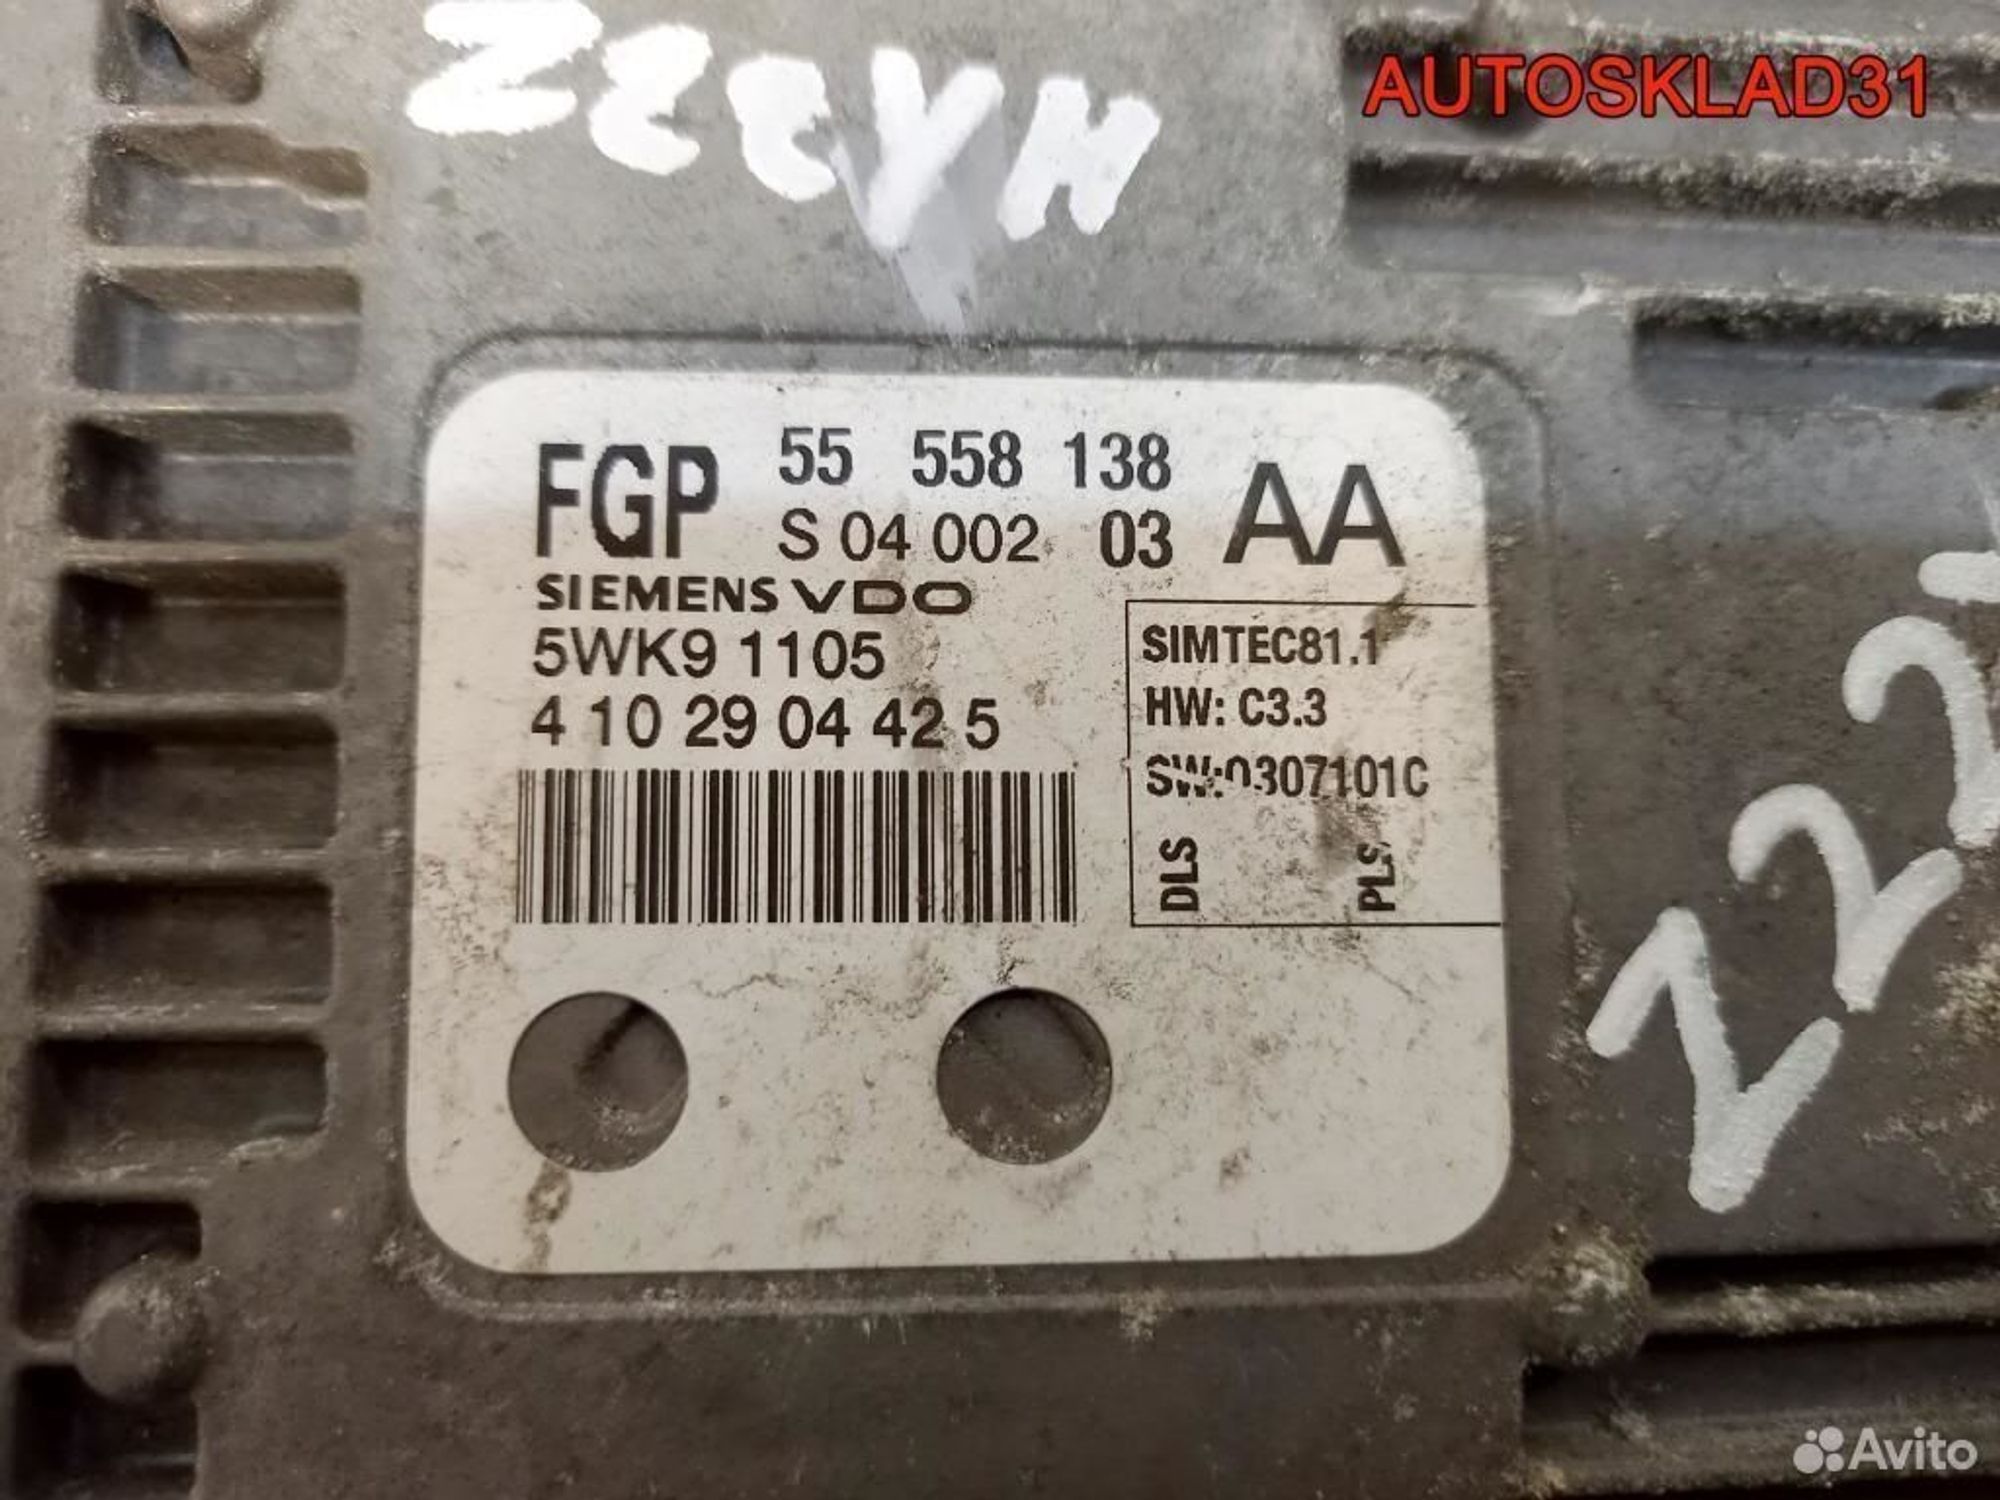 AUTOSKLAD31
FGP 55 558 138 AA
S 04 002 03
SIEMENS VDO
5WK9 1105
4 10 29 04 42 5
SIMTEC81.1
HW: C3.3
SW:0307101C
DLS PLS
Avito